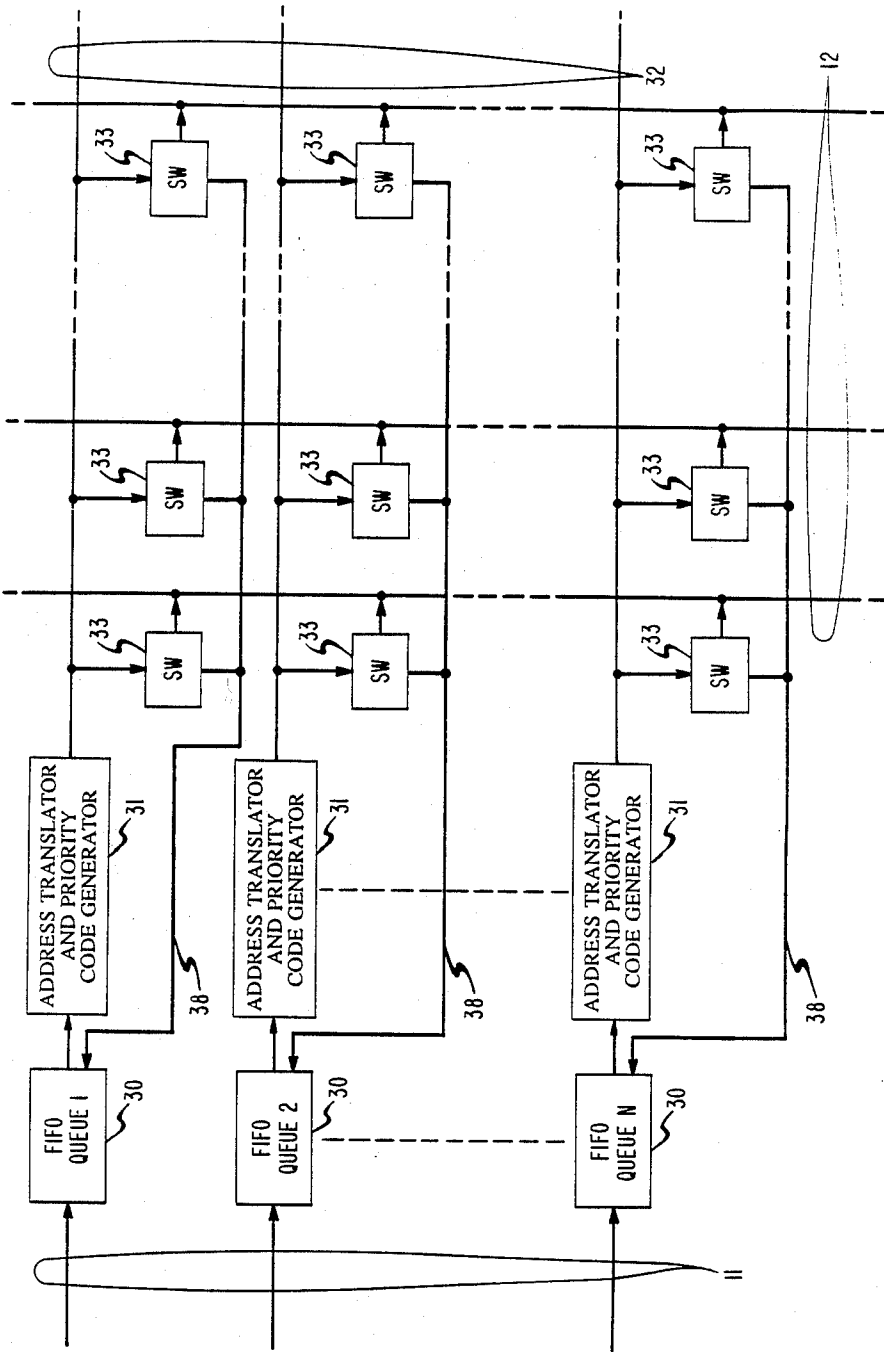 FIFO
QUEUE 1
30
ADDRESS TRANSLATOR
AND PRIORITY
CODE GENERATOR
31
38
SW
33
SW
33
SW
33
32
FIFO
QUEUE 2
30
ADDRESS TRANSLATOR
AND PRIORITY
CODE GENERATOR
31
38
SW
33
SW
33
SW
33
FIFO
QUEUE N
30
ADDRESS TRANSLATOR
AND PRIORITY
CODE GENERATOR
31
38
SW
33
SW
33
SW
33
11
12